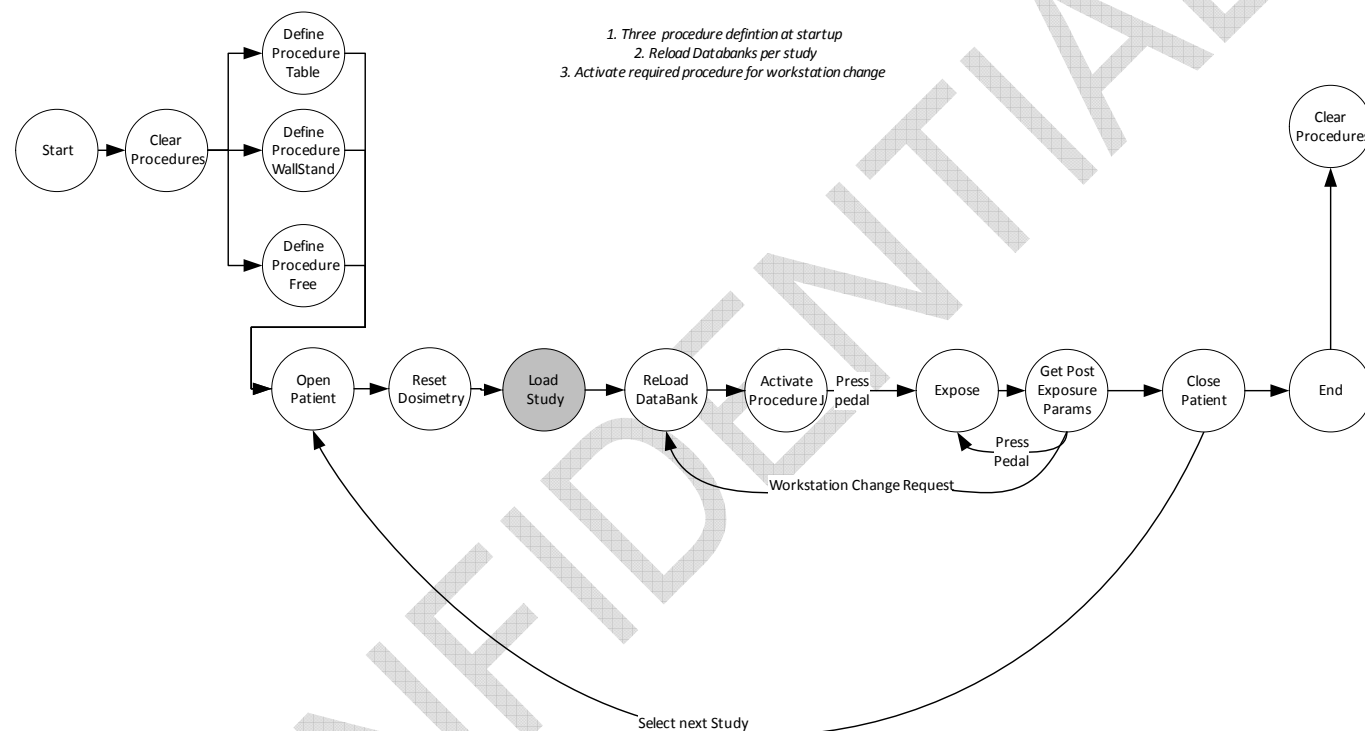 1. Three procedure defintion at startup
2. Reload Databanks per study
3. Activate required procedure for workstation change
Define
Procedure
Table
Start
Clear
Procedures
Define
Procedure
WallStand
Define
Procedure
Free
Clear
Procedures
Open
Patient
Reset
Dosimetry
Load
Study
ReLoad
DataBank
Activate
ProcedureJ
Press
pedal
Expose
Get Post
Exposure
Params
Close
Patient
End
Press
Pedal
Workstation Change Request
Select next Study
NFIDENTIAL